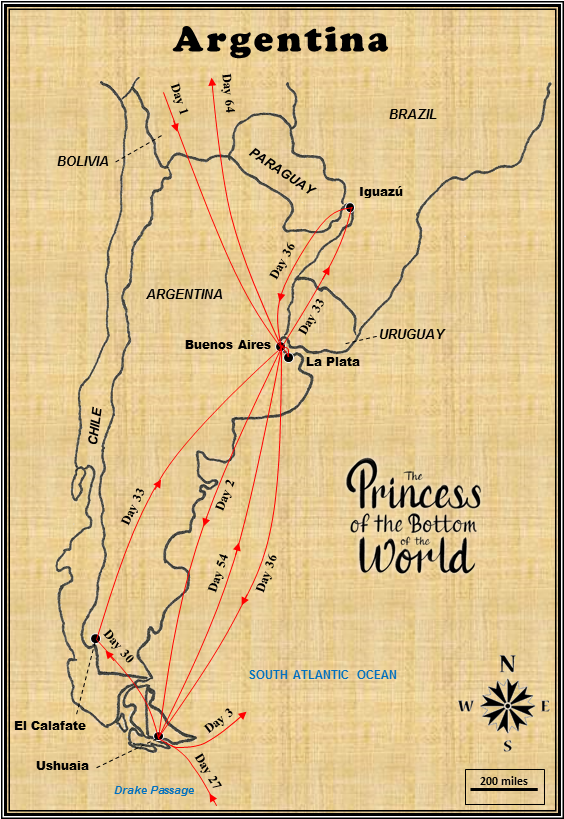 Argentina
Day 1
Day 64
BRAZIL
BOLIVIA
PARAGUAY
Iguazú
Day 36
ARGENTINA
Day 33
URUGUAY
Buenos Aires
La Plata
CHILE
The
Princess
of the Bottom
of the
World
Day 33
Day 2
Day 54
Day 36
Day 30
SOUTH ATLANTIC OCEAN
N
W
E
S
El Calafate
Day 3
Ushuaia
Day 27
Drake Passage
200 miles